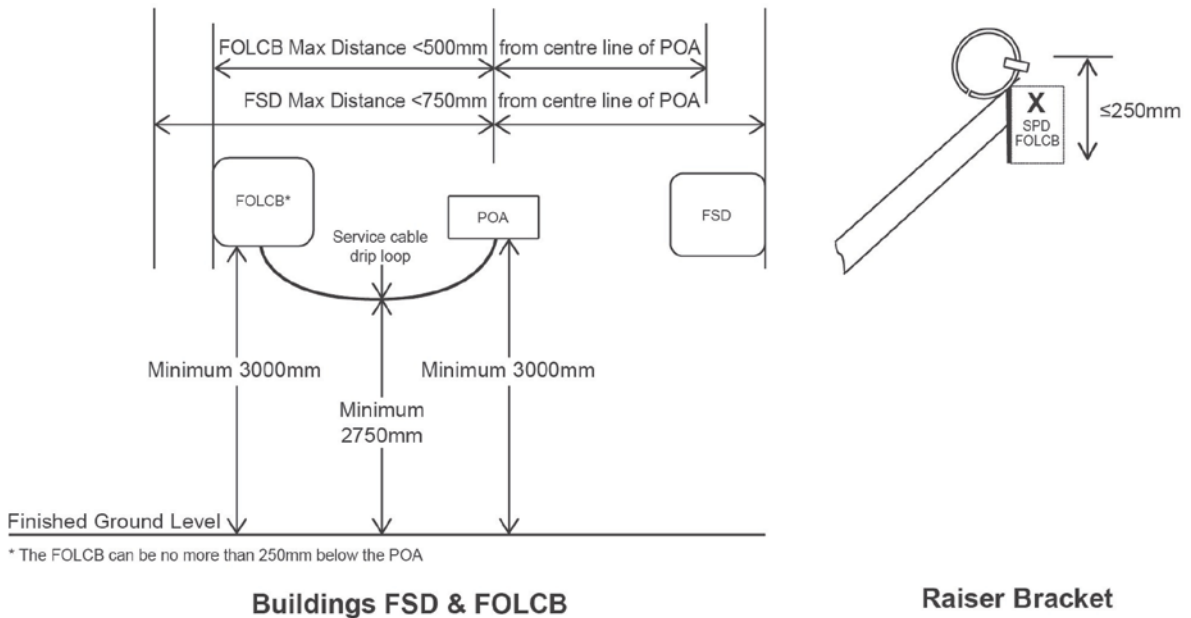 FOLCB Max Distance <500mm from centre line of POA
FSD Max Distance <750mm from centre line of POA
X
SPD
FOLCB
≤250mm
FOLCB*
POA
FSD
Service cable
drip loop
Minimum 3000mm
Minimum 3000mm
Minimum
2750mm
Finished Ground Level
* The FOLCB can be no more than 250mm below the POA
Buildings FSD & FOLCB
Raiser Bracket